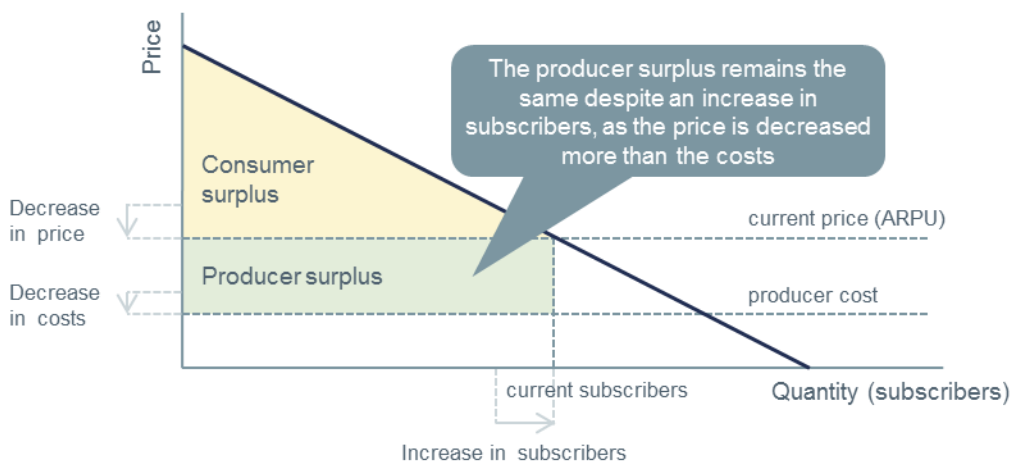 Price
The producer surplus remains the
same despite an increase in
subscribers, as the price is decreased
more than the costs
Consumer
surplus
Decrease
in price
current price (ARPU)
Producer surplus
Decrease
in costs
producer cost
current subscribers
Quantity (subscribers)
Increase in subscribers